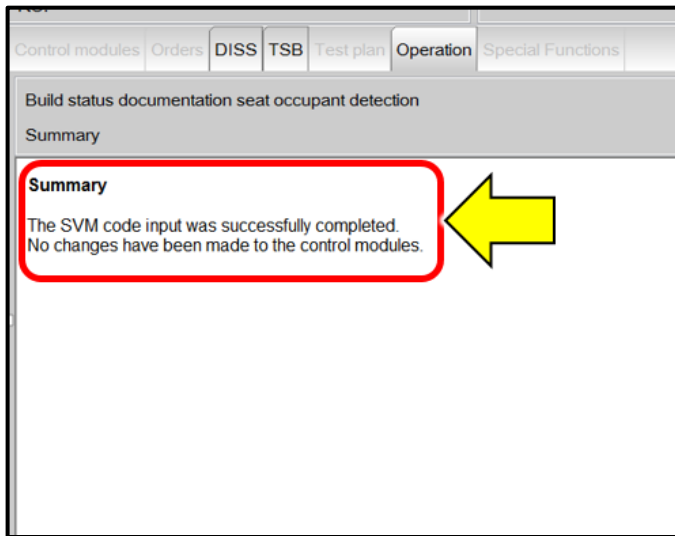 Control modules Orders DISS TSB Test plan Operation Special Functions
Build status documentation seat occupant detection
Summary
Summary
The SVM code input was successfully completed.
No changes have been made to the control modules.